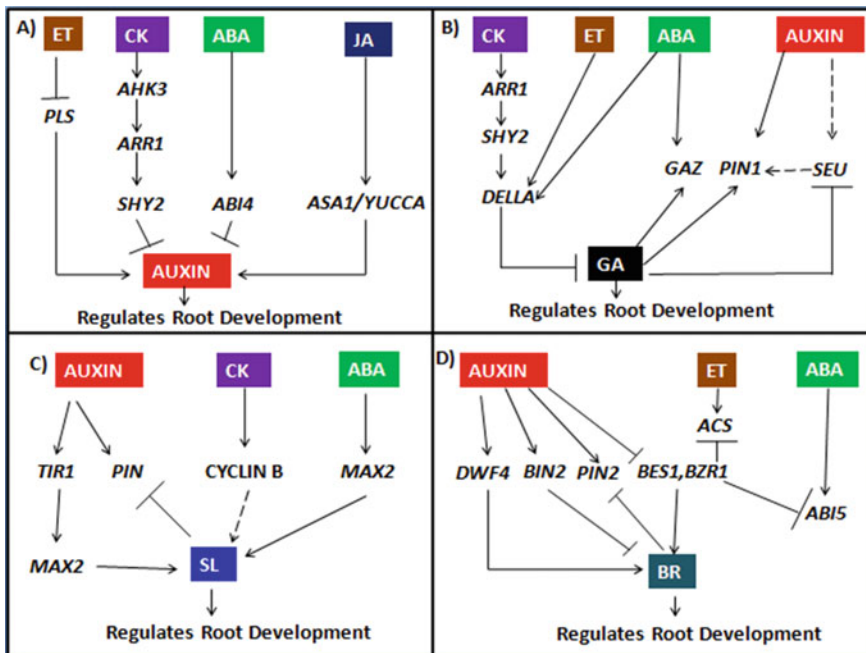 A)
ET CK ABA JA
AHK3
PLS
ARR1
SHY2 ABI4 ASA1/YUCCA
AUXIN
Regulates Root Development
B)
CK ET ABA AUXIN
ARR1
SHY2
GAZ PIN1 SEU
DELLA
GA
Regulates Root Development
C)
AUXIN CK ABA
TIR1 PIN CYCLIN B MAX2
MAX2 SL
Regulates Root Development
D)
AUXIN ET ABA
ACS
DWF4 BIN2 PIN2 BES1,BZR1
ABI5
BR
Regulates Root Development